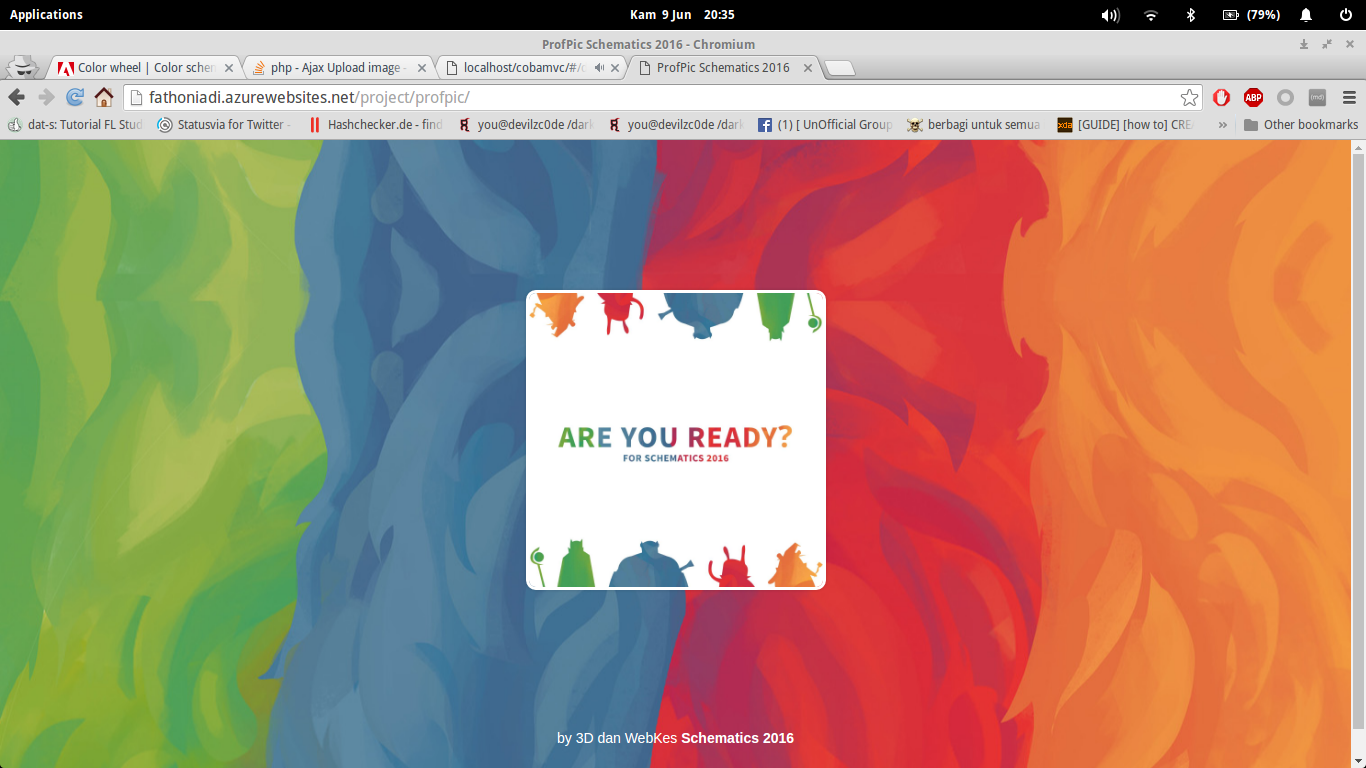 Applications
Kam 9 Jun 20:35
(79%)
ProfPic Schematics 2016 - Chromium
Color wheel | Color schem
php - Ajax Upload image -
localhost/cobamvc/#/
ProfPic Schematics 2016
fathoniadi.azurewebsites.net/project/profpic/
ABP
dat-s: Tutorial FL Stud
Statusvia for Twitter -
Hashchecker.de - find
you@devilzc0de /dark
you@devilzc0de /dark
(1) [ UnOfficial Group
berbagi untuk semua
xda
[GUIDE] [how to] CREA
»
Other bookmarks
ARE YOU READY?
FOR SCHEMATICS 2016
by 3D dan WebKes Schematics 2016